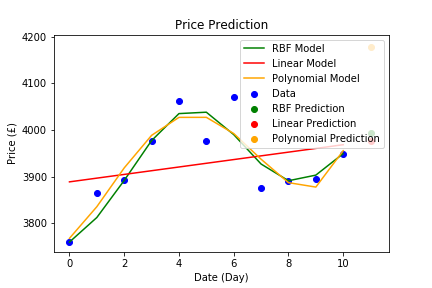 Price Prediction
4200
4100
4000
3900
3800
Price (£)
RBF Model
Linear Model
Polynomial Model
Data
RBF Prediction
Linear Prediction
Polynomial Prediction
0 2 4 6 8 10
Date (Day)